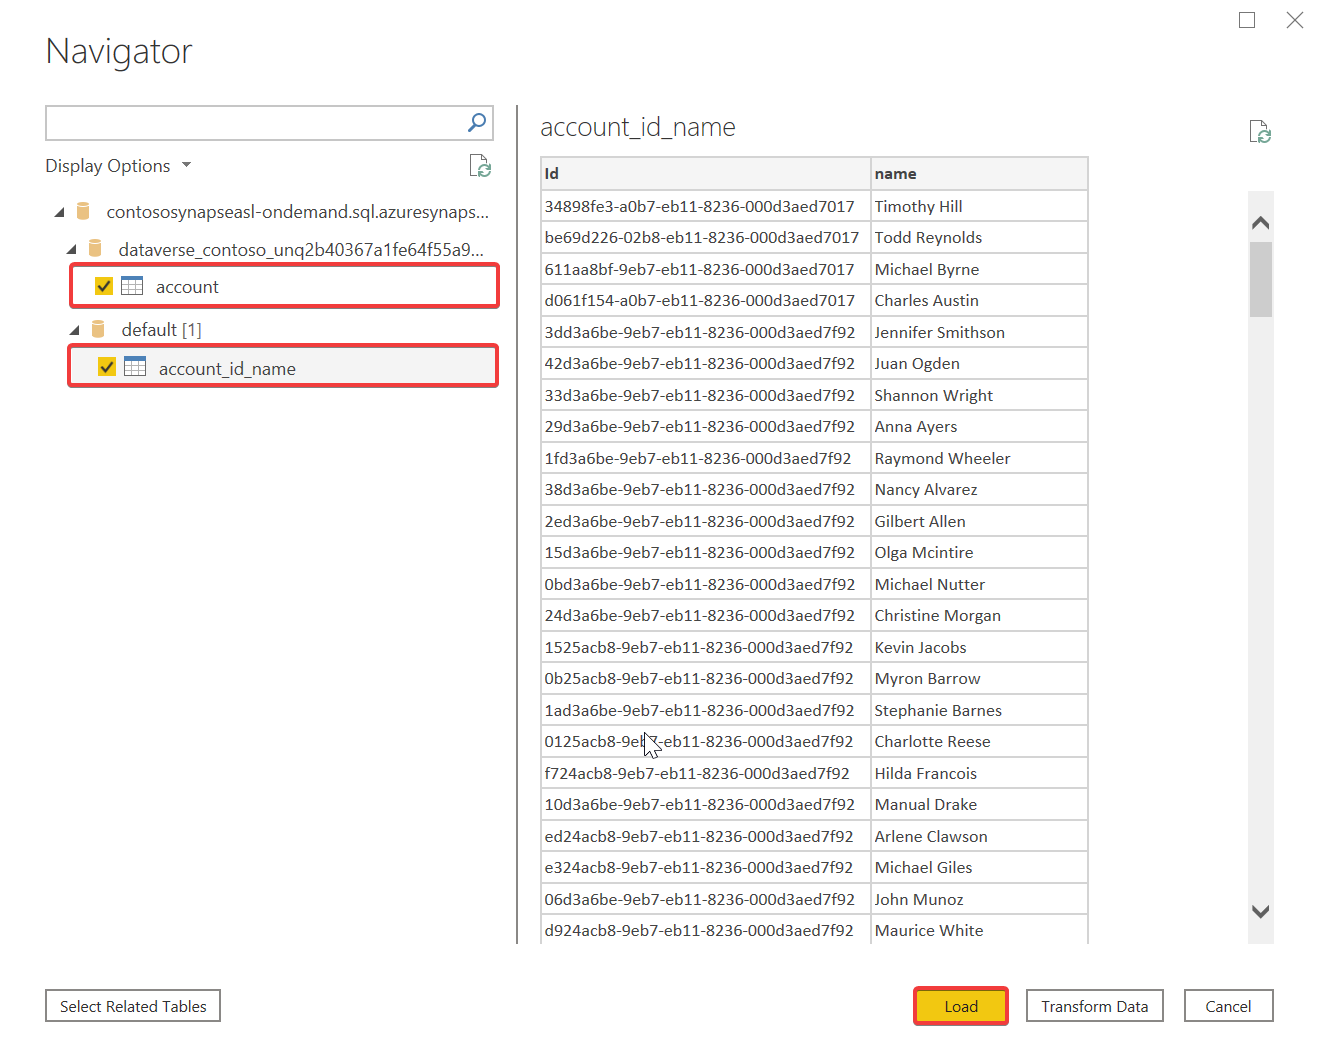 Navigator
Display Options
contososynapseasl-ondemand.sql.azuresynaps...
dataverse_contoso_unq2b40367a1fe64f55a9...
account
default [1]
account_id_name
account_id_name
Id name
34898fe3-a0b7-eb11-8236-000d3aed7017 Timothy Hill
be69d226-02b8-eb11-8236-000d3aed7017 Todd Reynolds
611aa8bf-9eb7-eb11-8236-000d3aed7017 Michael Byrne
d061f154-a0b7-eb11-8236-000d3aed7017 Charles Austin
3dd3a6be-9eb7-eb11-8236-000d3aed7f92 Jennifer Smithson
42d3a6be-9eb7-eb11-8236-000d3aed7f92 Juan Ogden
33d3a6be-9eb7-eb11-8236-000d3aed7f92 Shannon Wright
29d3a6be-9eb7-eb11-8236-000d3aed7f92 Anna Ayers
1fd3a6be-9eb7-eb11-8236-000d3aed7f92 Raymond Wheeler
38d3a6be-9eb7-eb11-8236-000d3aed7f92 Nancy Alvarez
2ed3a6be-9eb7-eb11-8236-000d3aed7f92 Gilbert Allen
15d3a6be-9eb7-eb11-8236-000d3aed7f92 Olga Mcintire
0bd3a6be-9eb7-eb11-8236-000d3aed7f92 Michael Nutter
24d3a6be-9eb7-eb11-8236-000d3aed7f92 Christine Morgan
1525acb8-9eb7-eb11-8236-000d3aed7f92 Kevin Jacobs
0b25acb8-9eb7-eb11-8236-000d3aed7f92 Myron Barrow
1ad3a6be-9eb7-eb11-8236-000d3aed7f92 Stephanie Barnes
0125acb8-9eb7-eb11-8236-000d3aed7f92 Charlotte Reese
f724acb8-9eb7-eb11-8236-000d3aed7f92 Hilda Francois
10d3a6be-9eb7-eb11-8236-000d3aed7f92 Manual Drake
ed24acb8-9eb7-eb11-8236-000d3aed7f92 Arlene Clawson
e324acb8-9eb7-eb11-8236-000d3aed7f92 Michael Giles
06d3a6be-9eb7-eb11-8236-000d3aed7f92 John Munoz
d924acb8-9eb7-eb11-8236-000d3aed7f92 Maurice White
Select Related Tables
Load
Transform Data
Cancel